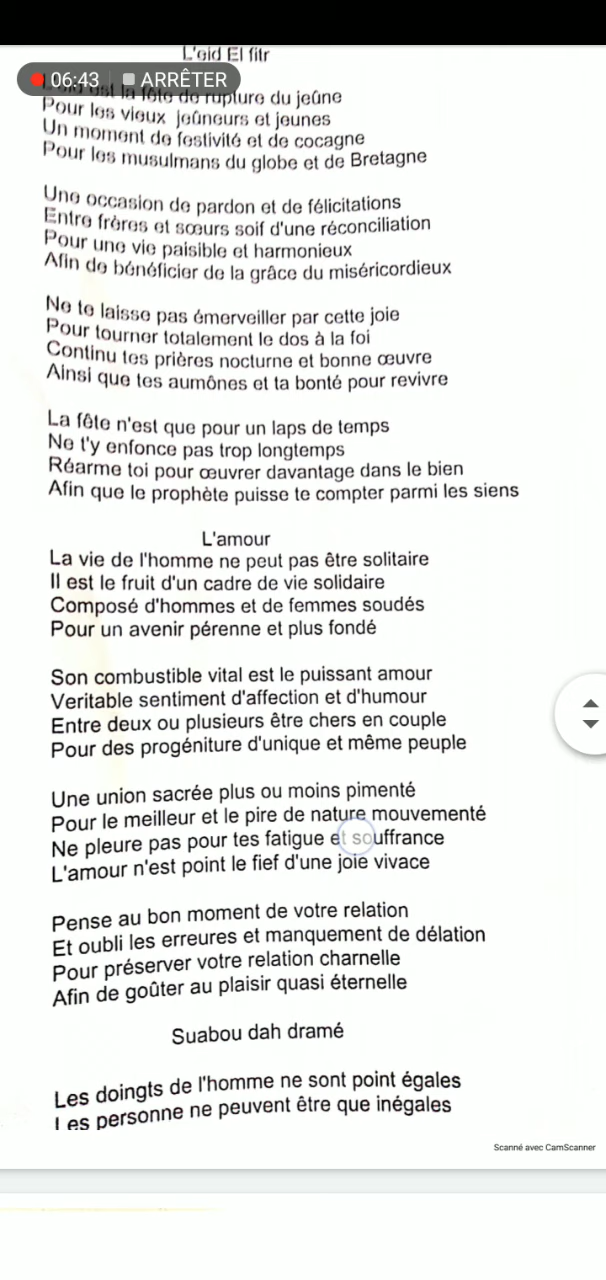 L'eid El fitr
06:43 ARRÊTER
est la fête de rupture du jeûne
Pour les vieux jeûneurs et jeunes
Un moment de festivité et de cocagne
Pour les musulmans du globe et de Bretagne
Une occasion de pardon et de félicitations
Entre frères et sœurs soif d'une réconciliation
Pour une vie paisible et harmonieux
Afin de bénéficier de la grâce du miséricordieux
Ne te laisse pas émerveiller par cette joie
Pour tourner totalement le dos à la foi
Continu tes prières nocturne et bonne œuvre
Ainsi que tes aumônes et ta bonté pour revivre
La fête n'est que pour un laps de temps
Ne t'y enfonce pas trop longtemps
Réarme toi pour œuvrer davantage dans le bien
Afin que le prophète puisse te compter parmi les siens
L'amour
La vie de l'homme ne peut pas être solitaire
Il est le fruit d'un cadre de vie solidaire
Composé d'hommes et de femmes soudés
Pour un avenir pérenne et plus fondé
Son combustible vital est le puissant amour
Veritable sentiment d'affection et d'humour
Entre deux ou plusieurs être chers en couple
Pour des progéniture d'unique et même peuple
Une union sacrée plus ou moins pimenté
Pour le meilleur et le pire de nature mouvementé
Ne pleure pas pour tes fatigue et souffrance
L'amour n'est point le fief d'une joie vivace
Pense au bon moment de votre relation
Et oubli les erreures et manquement de délation
Pour préserver votre relation charnelle
Afin de goûter au plaisir quasi éternelle
Suabou dah dramé
Les doingts de l'homme ne sont point égales
Les personne ne peuvent être que inégales
Scanné avec CamScanner